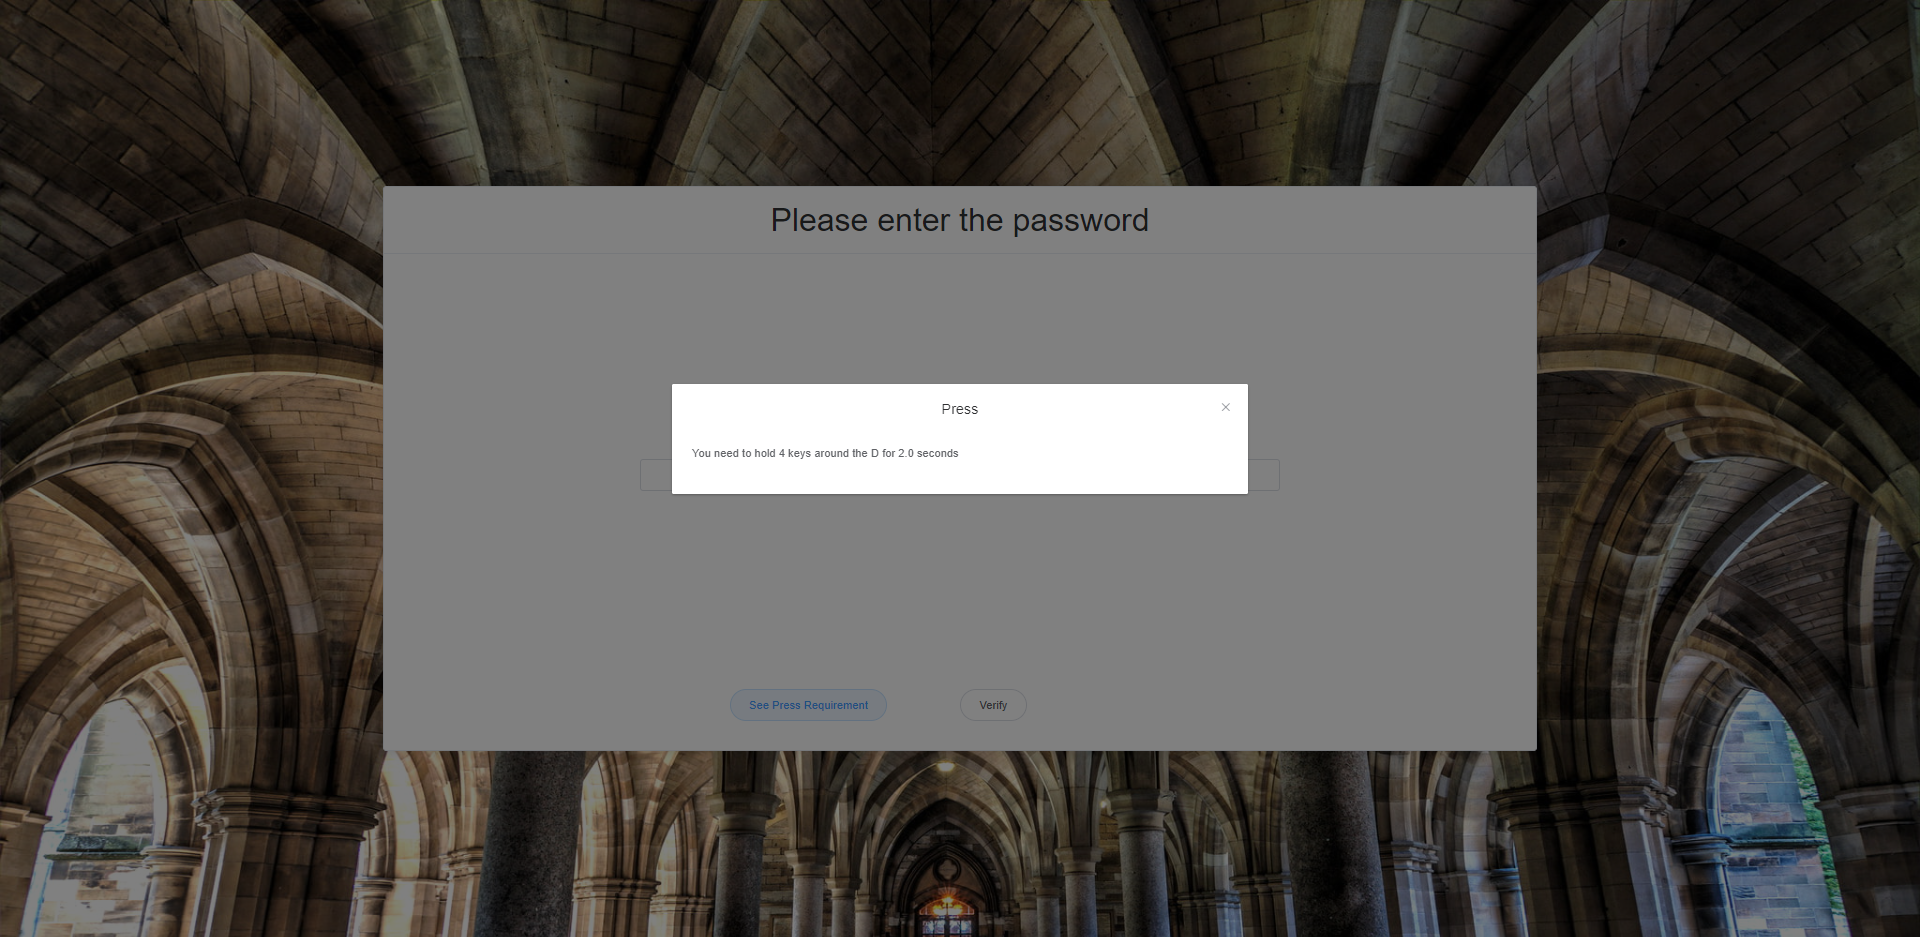 Please enter the password
Press
You need to hold 4 keys around the D for 2.0 seconds
See Press Requirement
Verify